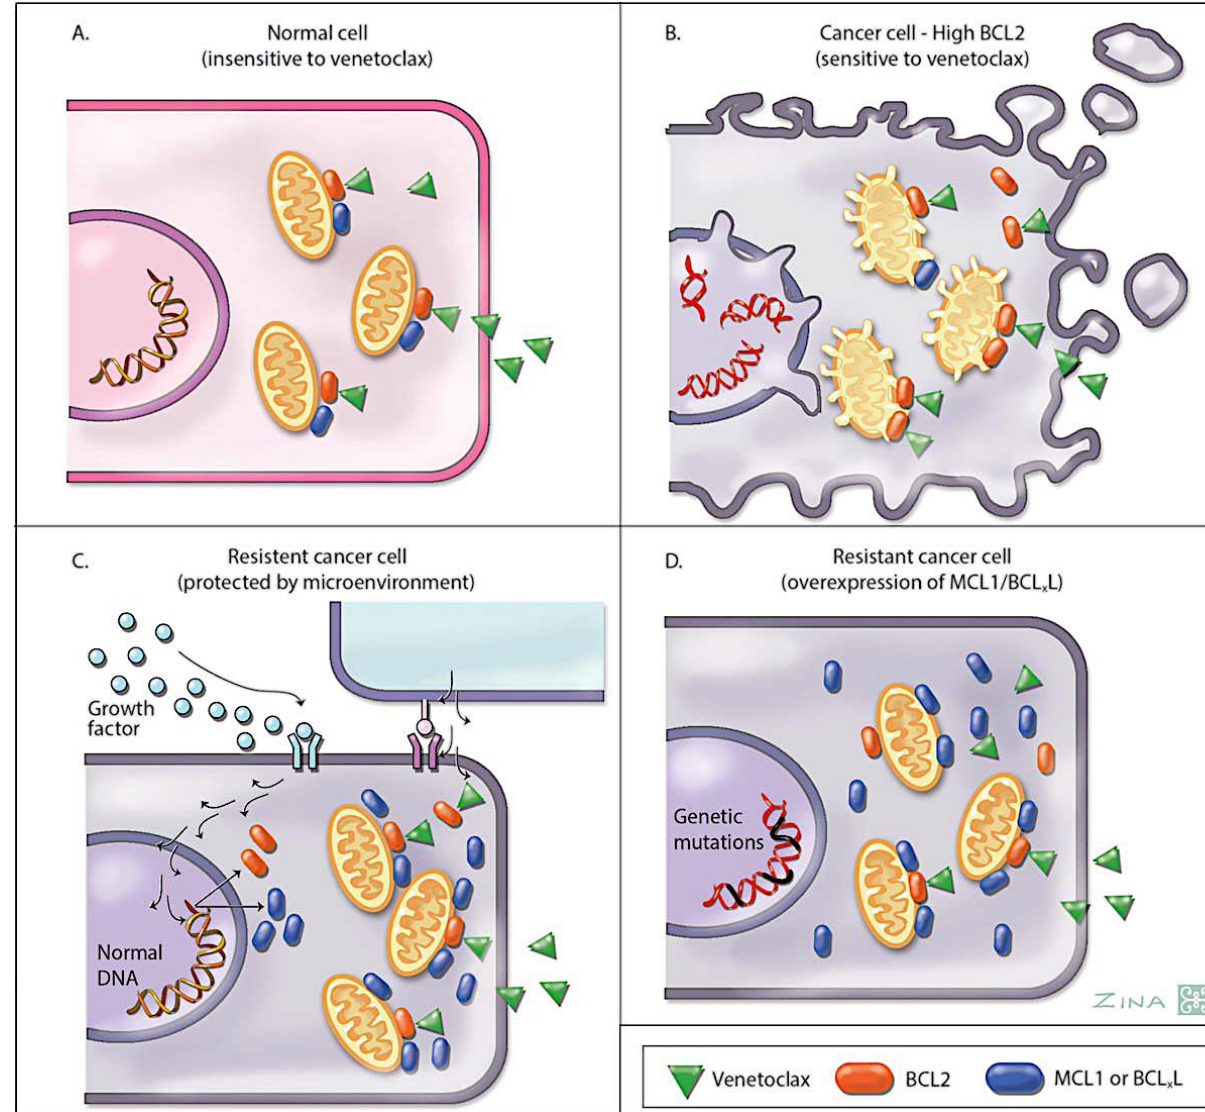 A.
Normal cell
(insensitive to venetoclax)
B.
Cancer cell - High BCL2
(sensitive to venetoclax)
C.
Resistent cancer cell
(protected by microenvironment)
Growth
factor
Normal
DNA
D.
Resistant cancer cell
(overexpression of MCL1/BCLₓL)
Genetic
mutations
ZINA
Venetoclax
BCL2
MCL1 or BCLₓL